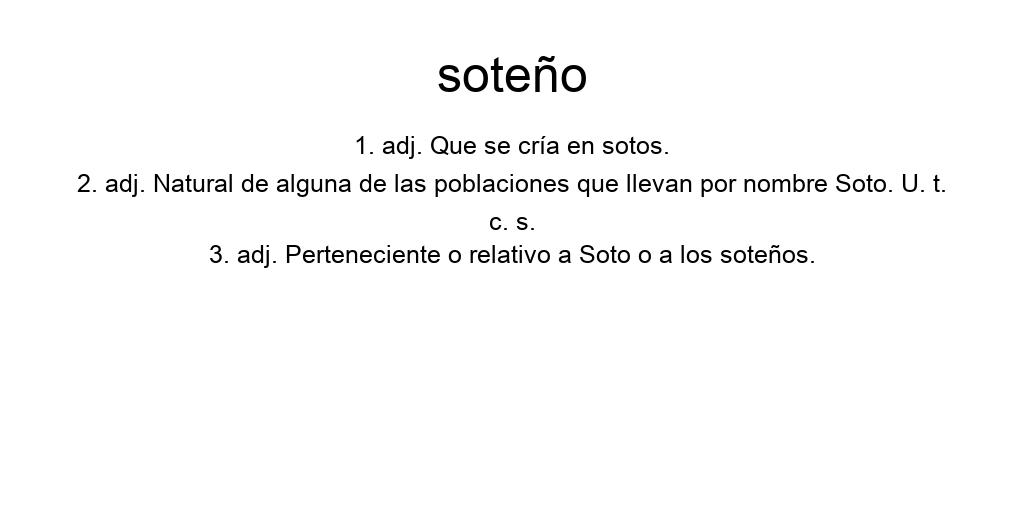 soteño
1. adj. Que se cría en sotos.
2. adj. Natural de alguna de las poblaciones que llevan por nombre Soto. U. t.
c. s.
3. adj. Perteneciente o relativo a Soto o a los soteños.